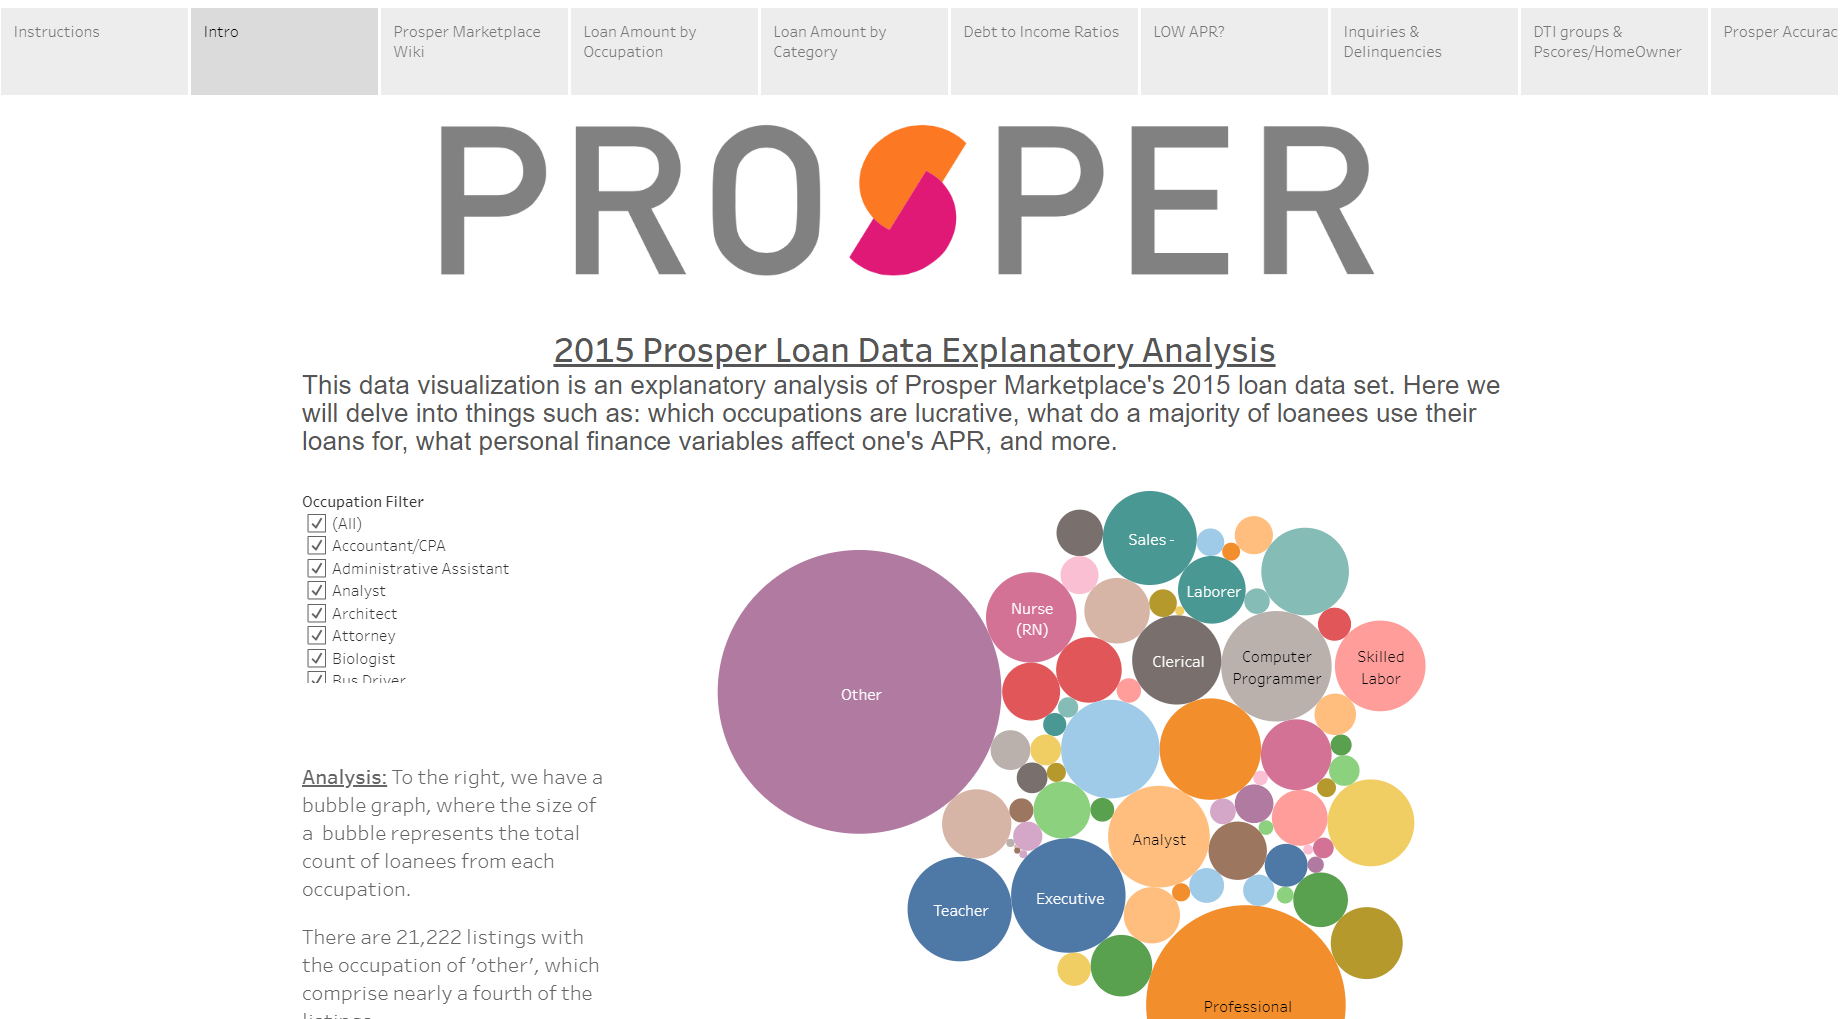 Instructions
Intro
Prosper Marketplace
Wiki
Loan Amount by
Occupation
Loan Amount by
Category
Debt to Income Ratios
LOW APR?
Inquiries &
Delinquencies
DTI groups &
Pscores/HomeOwner
Prosper Accurac
PROSPER
2015 Prosper Loan Data Explanatory Analysis
This data visualization is an explanatory analysis of Prosper Marketplace's 2015 loan data set. Here we
will delve into things such as: which occupations are lucrative, what do a majority of loanees use their
loans for, what personal finance variables affect one's APR, and more.
Occupation Filter
(All)
Accountant/CPA
Administrative Assistant
Analyst
Architect
Attorney
Biologist
Bus Driver
Analysis: To the right, we have a
bubble graph, where the size of
a bubble represents the total
count of loanees from each
occupation.
There are 21,222 listings with
the occupation of 'other', which
comprise nearly a fourth of the
listings.
Sales -
Laborer
Nurse
(RN)
Clerical
Computer
Programmer
Skilled
Labor
Other
Analyst
Executive
Teacher
Professional